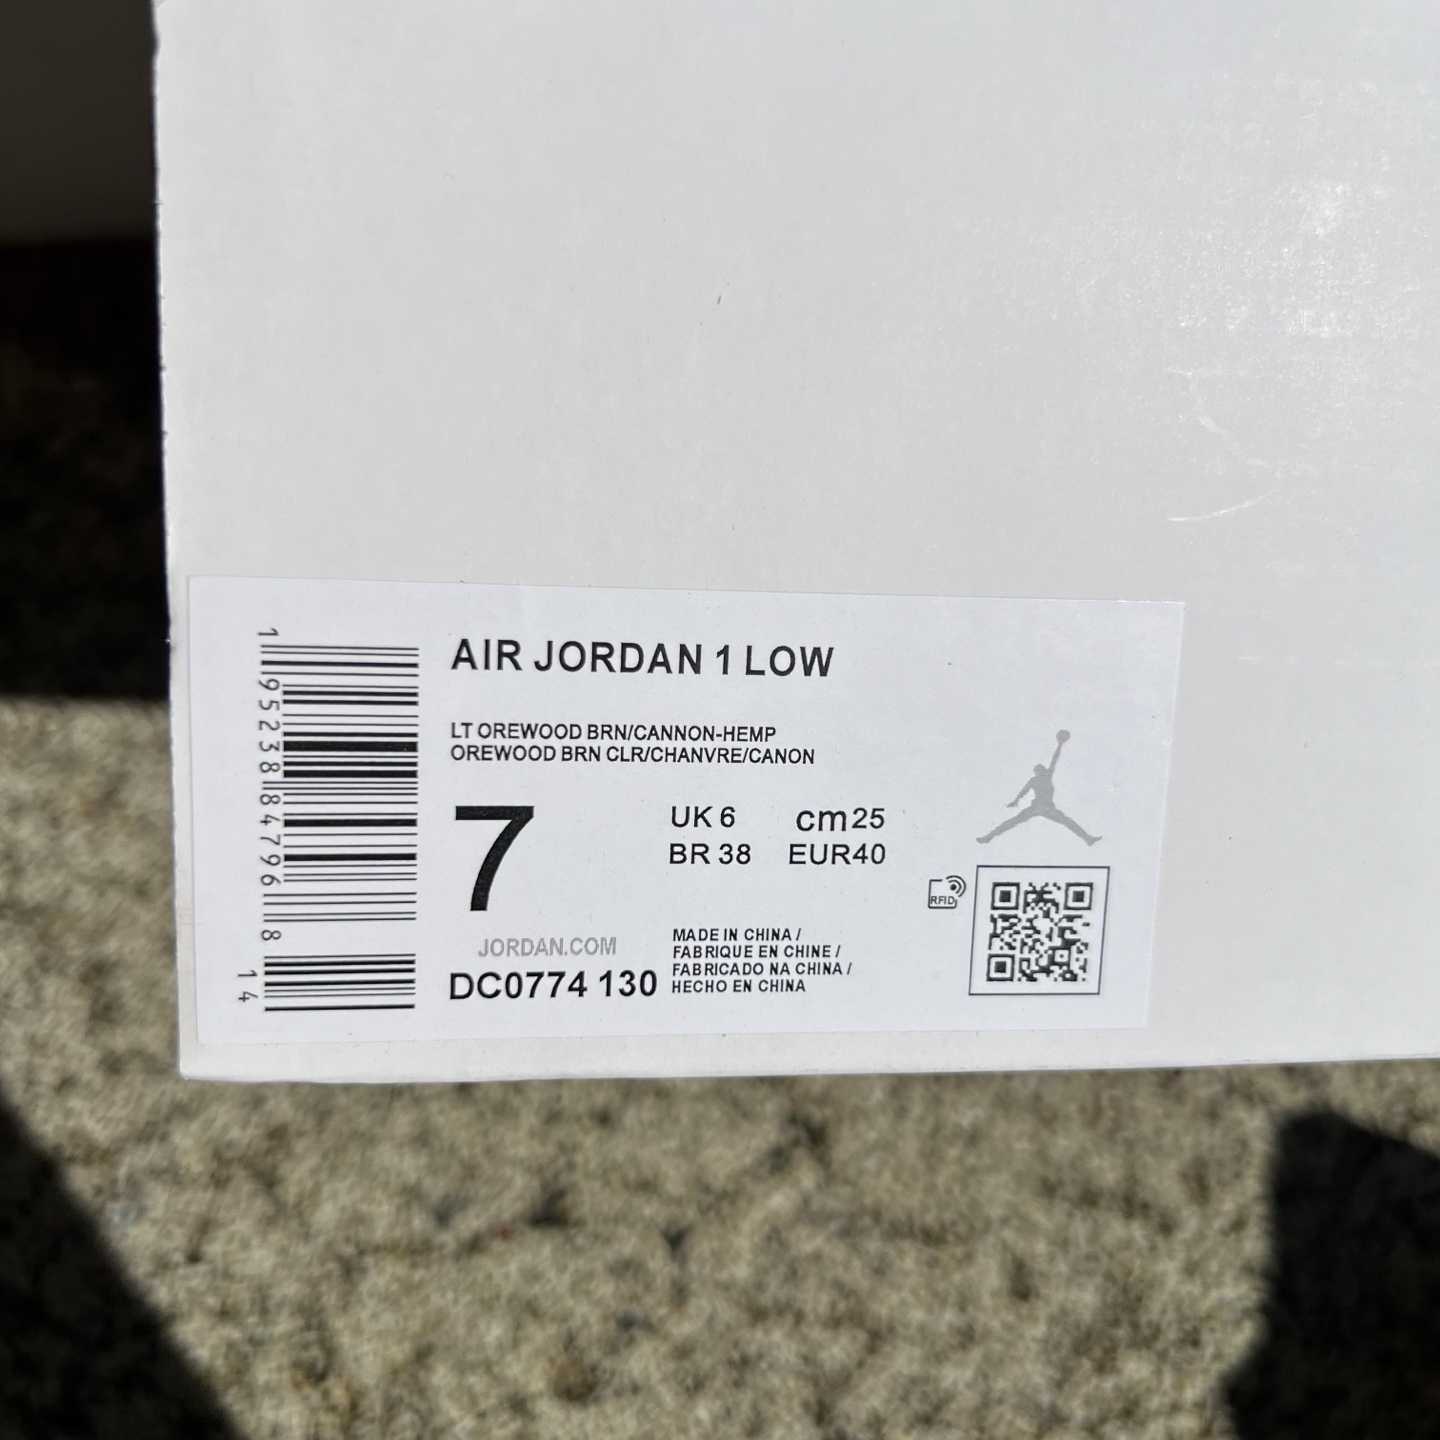 AIR JORDAN 1 LOW
LT OREWOOD BRN/CANNON-HEMP
OREWOOD BRN CLR/CHANVRE/CANON
7
UK 6 cm 25
BR 38 EUR40
RFID
JORDAN.COM
DC0774 130
MADE IN CHINA /
FABRIQUE EN CHINE /
FABRICADO NA CHINA /
HECHO EN CHINA
1 95238 84796 8
14